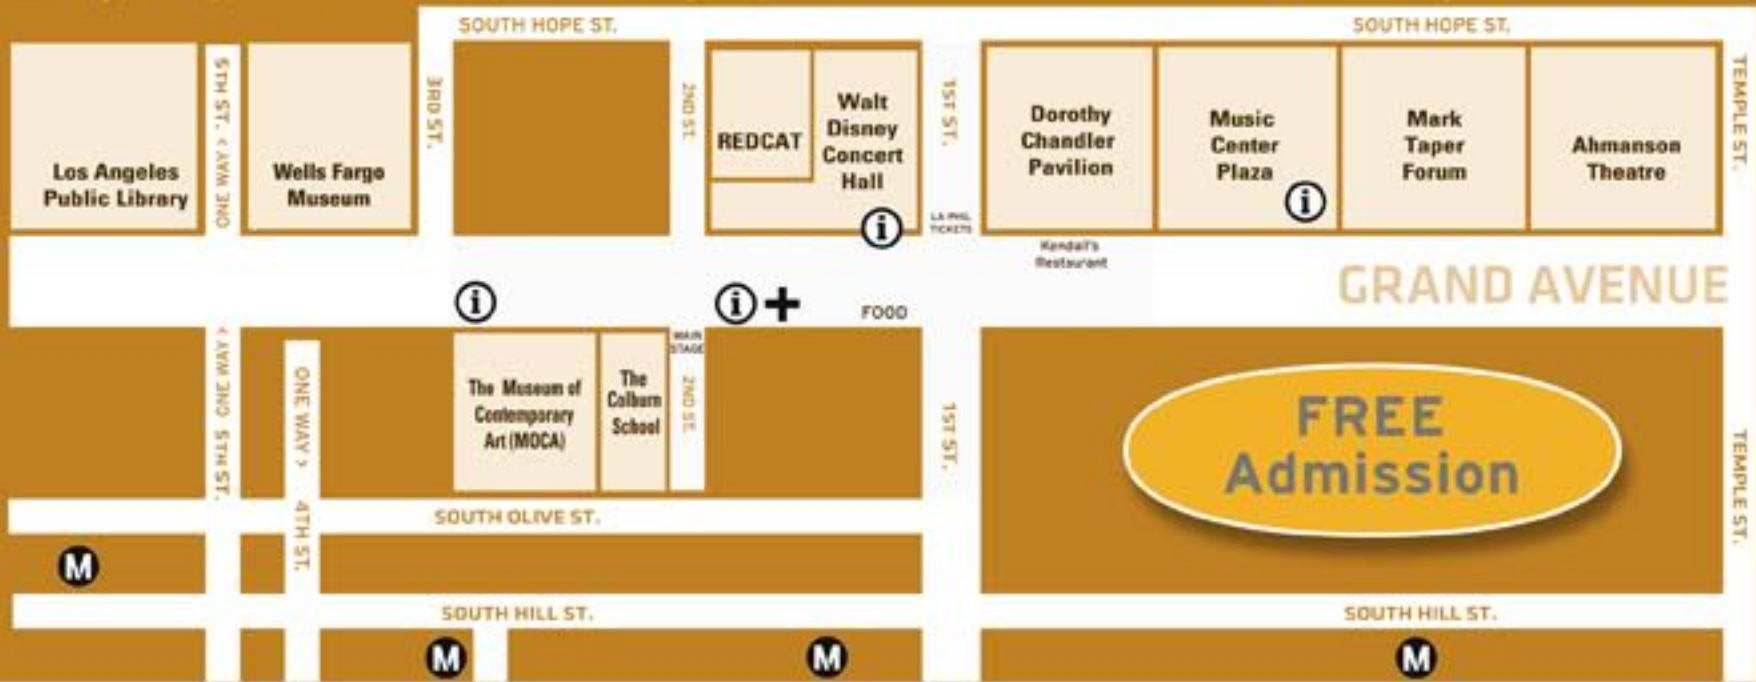 SOUTH HOPE ST.
SOUTH HOPE ST.
Los Angeles
Public Library
5TH ST. < ONE WAY >
Wells Fargo
Museum
3RD ST.
2ND ST.
REDCAT
Walt
Disney
Concert
Hall
i
1ST ST.
LA PHIL
TICKETS
Dorothy
Chandler
Pavilion
Music
Center
Plaza
i
Mark
Taper
Forum
Ahmanson
Theatre
TEMPLE ST.
Kendall's
Restaurant
GRAND AVENUE
i
i +
FOOD
< ONE WAY 5TH ST.
ONE WAY > 4TH ST.
The Museum of
Contemporary
Art (MOCA)
The
Colburn
School
MAIN
STAGE
2ND ST.
1ST ST.
FREE
Admission
TEMPLE ST.
SOUTH OLIVE ST.
M
SOUTH HILL ST.
SOUTH HILL ST.
M
M
M